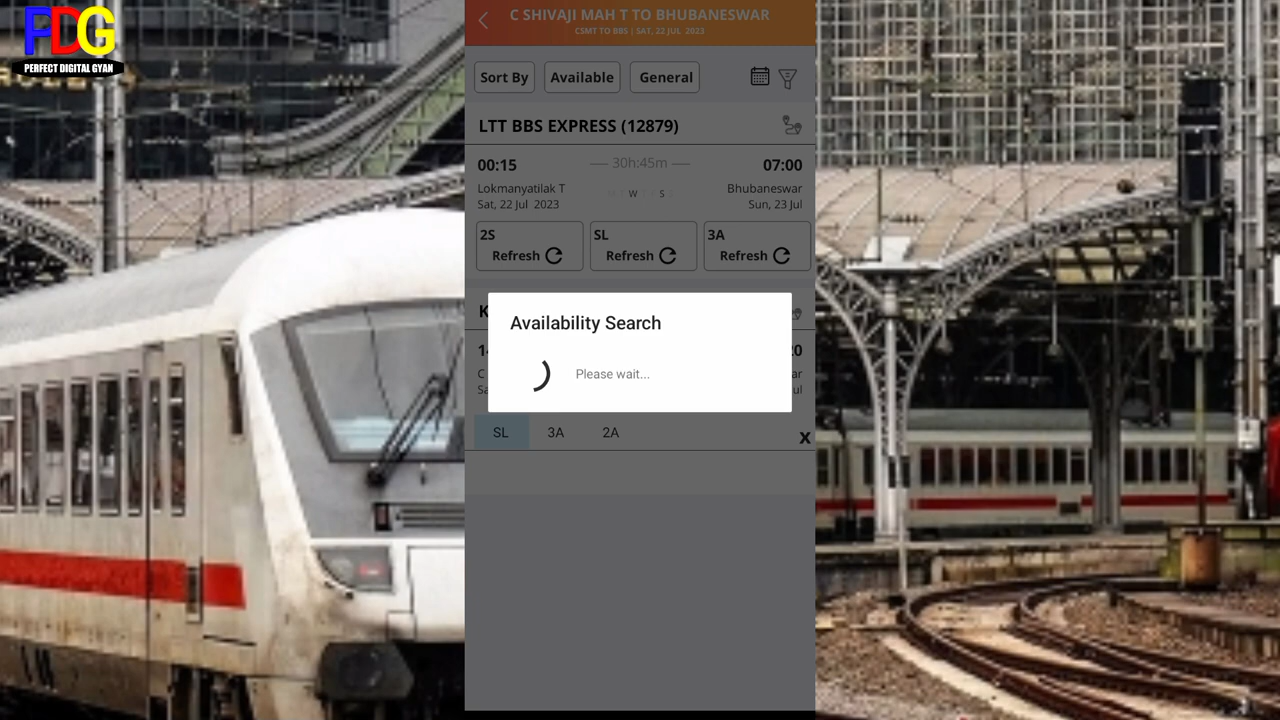 PDG
PERFECT DIGITAL GYAN
C SHIVAJI MAH T TO BHUBANESWAR
CSMT TO BBS | SAT, 22 JUL 2023
Sort By Available General
LTT BBS EXPRESS (12879)
00:15 30h:45m 07:00
Lokmanyatilak T W S Bhubaneswar
Sat, 22 Jul 2023 Sun, 23 Jul
2S SL 3A
Refresh Refresh Refresh
K
Availability Search
Please wait...
SL 3A 2A X